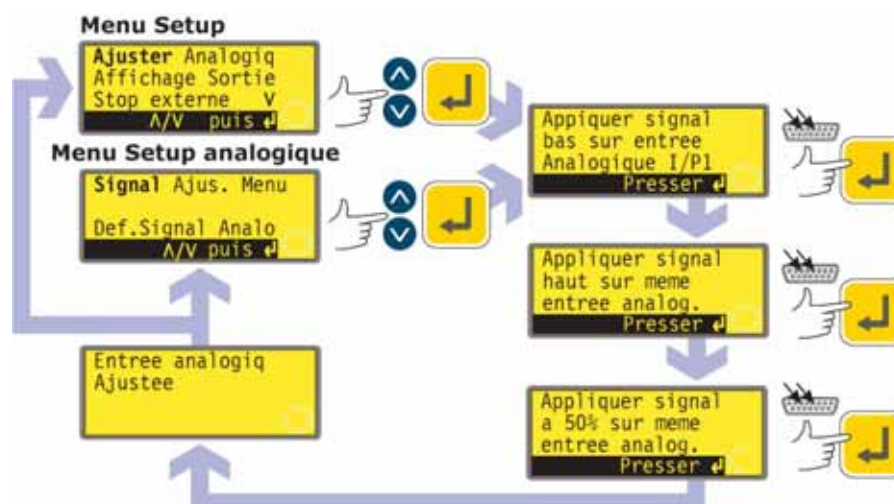 Menu Setup
Ajuster Analogiq
Affichage Sortie
Stop externe V
Λ/V puis ↲
Menu Setup analogique
Signal Ajus. Menu
Def.Signal Analo
Λ/V puis ↲
Entree analogiq
Ajustee
Appiquer signal
bas sur entree
Analogique I/P1
Presser ↲
Appliquer signal
haut sur meme
entree analog.
Presser ↲
Appliquer signal
a 50% sur meme
entree analog.
Presser ↲